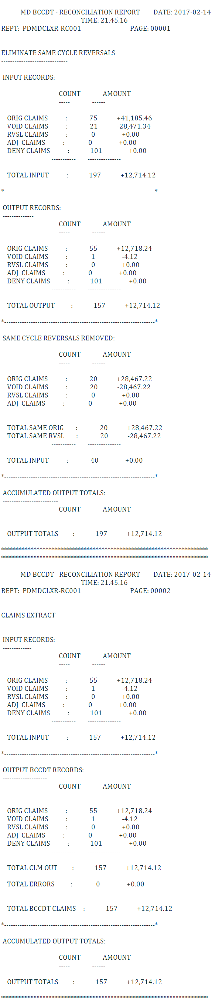 MD BCCDT - RECONCILIATION REPORT DATE: 2017-02-14
TIME: 21.45.16
REPT: PDMDCLXR-RC001 PAGE: 00001
ELIMINATE SAME CYCLE REVERSALS
------------------------------
INPUT RECORDS:
-------------
COUNT AMOUNT
----- ------
ORIG CLAIMS : 75 +41,185.46
VOID CLAIMS : 21 -28,471.34
RVSL CLAIMS : 0 +0.00
ADJ CLAIMS : 0 +0.00
DENY CLAIMS : 101 +0.00
----------- ---------------
TOTAL INPUT : 197 +12,714.12
*--------------------------------------------------------------------*
OUTPUT RECORDS:
--------------
COUNT AMOUNT
----- ------
ORIG CLAIMS : 55 +12,718.24
VOID CLAIMS : 1 -4.12
RVSL CLAIMS : 0 +0.00
ADJ CLAIMS : 0 +0.00
DENY CLAIMS : 101 +0.00
----------- ---------------
TOTAL OUTPUT : 157 +12,714.12
*--------------------------------------------------------------------*
SAME CYCLE REVERSALS REMOVED:
----------------------------
COUNT AMOUNT
----- ------
ORIG CLAIMS : 20 +28,467.22
VOID CLAIMS : 20 -28,467.22
RVSL CLAIMS : 0 +0.00
ADJ CLAIMS : 0 +0.00
----------- ---------------
TOTAL SAME ORIG : 20 +28,467.22
TOTAL SAME RVSL : 20 -28,467.22
----------- ---------------
TOTAL INPUT : 40 +0.00
*--------------------------------------------------------------------*
ACCUMULATED OUTPUT TOTALS:
-------------------------
COUNT AMOUNT
----- ------
OUTPUT TOTALS : 197 +12,714.12
**********************************************************************
**********************************************************************
MD BCCDT - RECONCILIATION REPORT DATE: 2017-02-14
TIME: 21.45.16
REPT: PDMDCLXR-RC001 PAGE: 00002
CLAIMS EXTRACT
--------------
INPUT RECORDS:
-------------
COUNT AMOUNT
----- ------
ORIG CLAIMS : 55 +12,718.24
VOID CLAIMS : 1 -4.12
RVSL CLAIMS : 0 +0.00
ADJ CLAIMS : 0 +0.00
DENY CLAIMS : 101 +0.00
----------- ---------------
TOTAL INPUT : 157 +12,714.12
*--------------------------------------------------------------------*
OUTPUT BCCDT RECORDS:
--------------------
COUNT AMOUNT
----- ------
ORIG CLAIMS : 55 +12,718.24
VOID CLAIMS : 1 -4.12
RVSL CLAIMS : 0 +0.00
ADJ CLAIMS : 0 +0.00
DENY CLAIMS : 101 +0.00
----------- ---------------
TOTAL CLM OUT : 157 +12,714.12
TOTAL ERRORS : 0 +0.00
----------- ---------------
TOTAL BCCDT CLAIMS : 157 +12,714.12
*--------------------------------------------------------------------*
ACCUMULATED OUTPUT TOTALS:
-------------------------
COUNT AMOUNT
----- ------
OUTPUT TOTALS : 157 +12,714.12
**********************************************************************